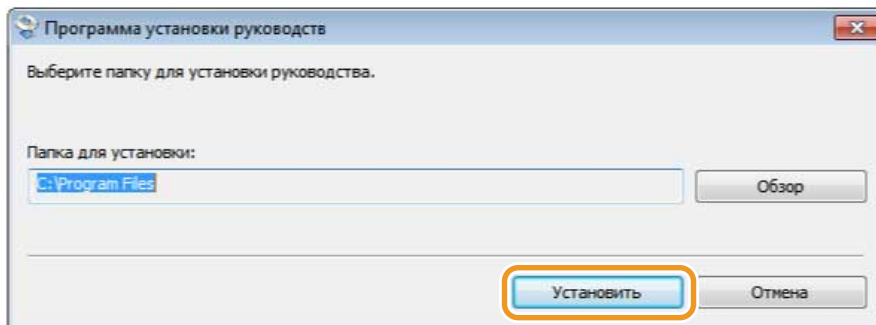 Программа установки руководств
Выберите папку для установки руководства.
Папка для установки:
C:\Program Files
Обзор
Установить
Отмена